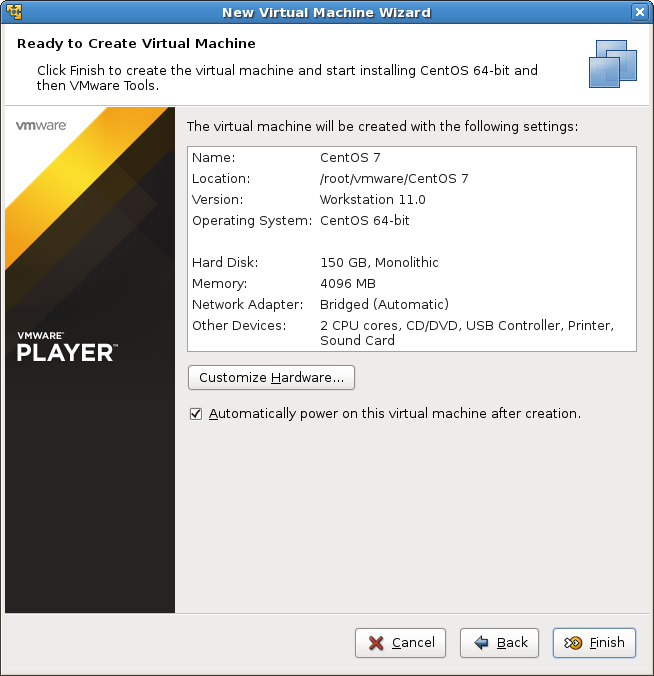 New Virtual Machine Wizard
Ready to Create Virtual Machine
Click Finish to create the virtual machine and start installing CentOS 64-bit and
then VMware Tools.
vmware
The virtual machine will be created with the following settings:
Name: CentOS 7
Location: /root/vmware/CentOS 7
Version: Workstation 11.0
Operating System: CentOS 64-bit
Hard Disk: 150 GB, Monolithic
Memory: 4096 MB
Network Adapter: Bridged (Automatic)
Other Devices: 2 CPU cores, CD/DVD, USB Controller, Printer,
Sound Card
VMWARE™
PLAYER™
Customize Hardware...
Automatically power on this virtual machine after creation.
Cancel Back Finish